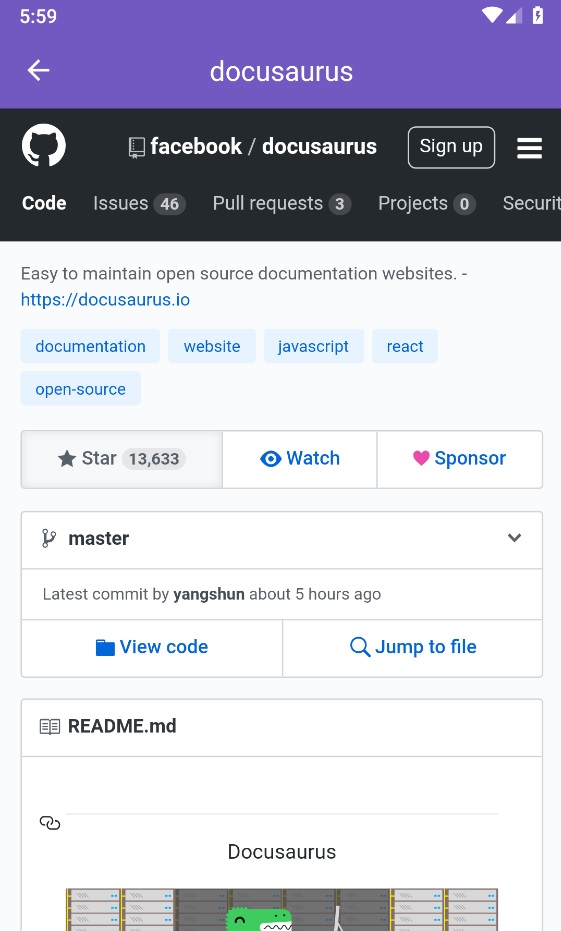 5:59
docusaurus
facebook / docusaurus
Sign up
Code Issues 46 Pull requests 3 Projects 0 Securit
Easy to maintain open source documentation websites. -
https://docusaurus.io
documentation website javascript react
open-source
Star 13,633 Watch Sponsor
master
Latest commit by yangshun about 5 hours ago
View code Jump to file
README.md
Docusaurus